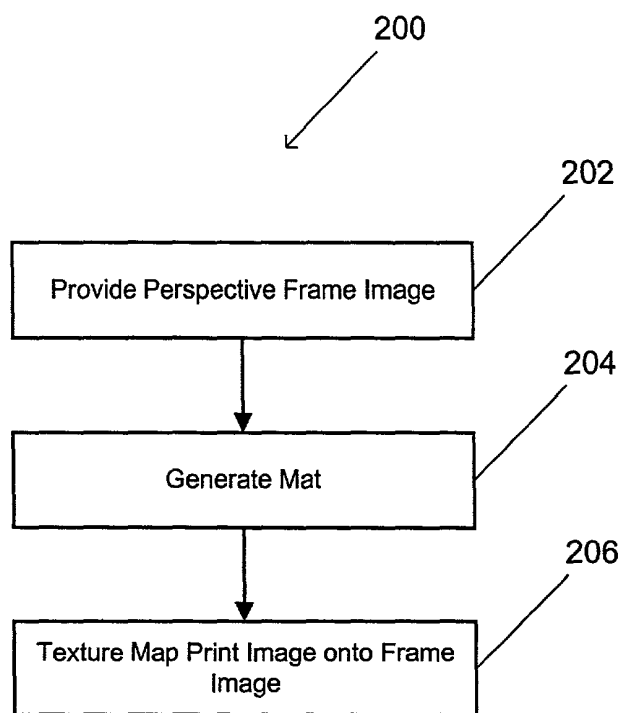 200
202
Provide Perspective Frame Image
204
Generate Mat
206
Texture Map Print Image onto Frame
Image